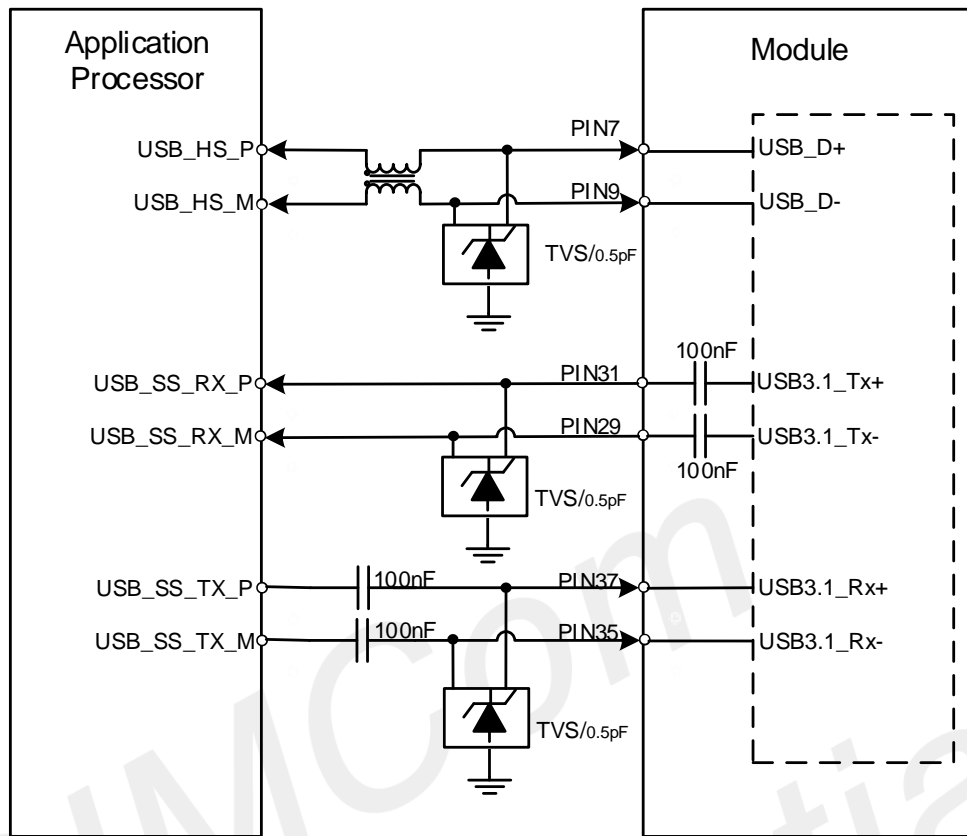 Application
Processor
Module
USB_HS_P
PIN7
USB_D+
USB_HS_M
PIN9
USB_D-
TVS/0.5pF
100nF
USB_SS_RX_P
PIN31
USB3.1_Tx+
USB_SS_RX_M
PIN29
USB3.1_Tx-
100nF
TVS/0.5pF
USB_SS_TX_P
100nF
PIN37
USB3.1_Rx+
USB_SS_TX_M
100nF
PIN35
USB3.1_Rx-
TVS/0.5pF